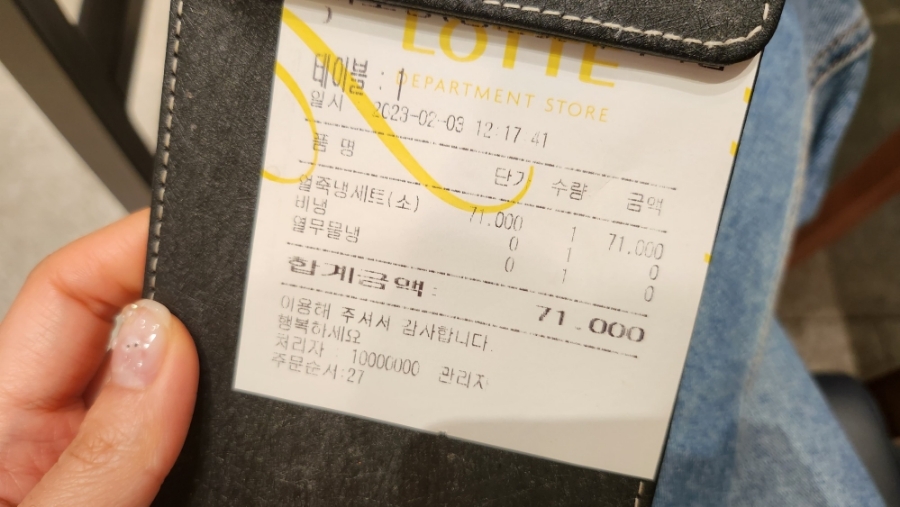 LOTTE
DEPARTMENT STORE
테이블 : 1
일시 2023-02-03 12:17:41
품 명 단가 수량 금액
얼죽냉세트(소) 71.000 1 71.000
비냉 0 1 0
열무물냉 0 1 0
합계금액: 71.000
이용해 주셔서 감사합니다.
행복하세요
처리자 10000000 관리자
주문순서:27